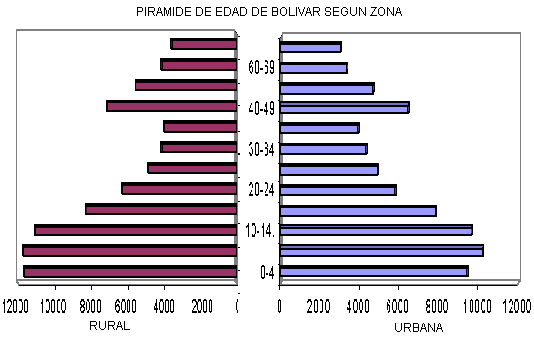 PIRAMIDE DE EDAD DE BOLIVAR SEGUN ZONA
60-69
40-49
30-34
20-24
10-14.
0-4
12000 10000 8000 6000 4000 2000 0
0 2000 4000 6000 8000 10000 12000
RURAL URBANA